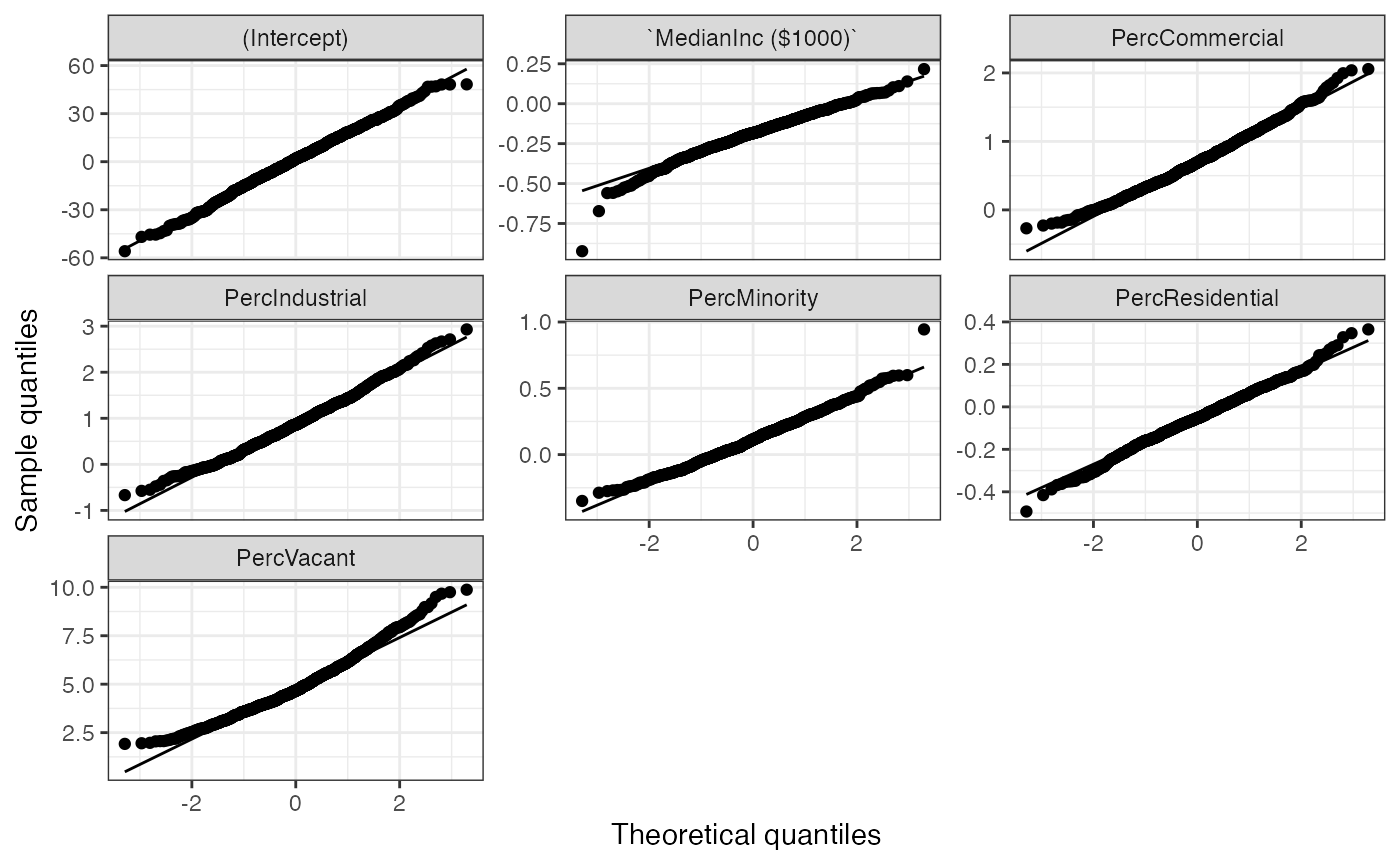 (Intercept)
`MedianInc ($1000)`
PercCommercial
60
30
0
-30
-60
0.25
0.00
-0.25
-0.50
-0.75
2
1
0
PercIndustrial
PercMinority
PercResidential
3
2
1
0
-1
1.0
0.5
0.0
0.4
0.2
0.0
-0.2
-0.4
-2 0 2
-2 0 2
PercVacant
10.0
7.5
5.0
2.5
-2 0 2
Sample quantiles
Theoretical quantiles